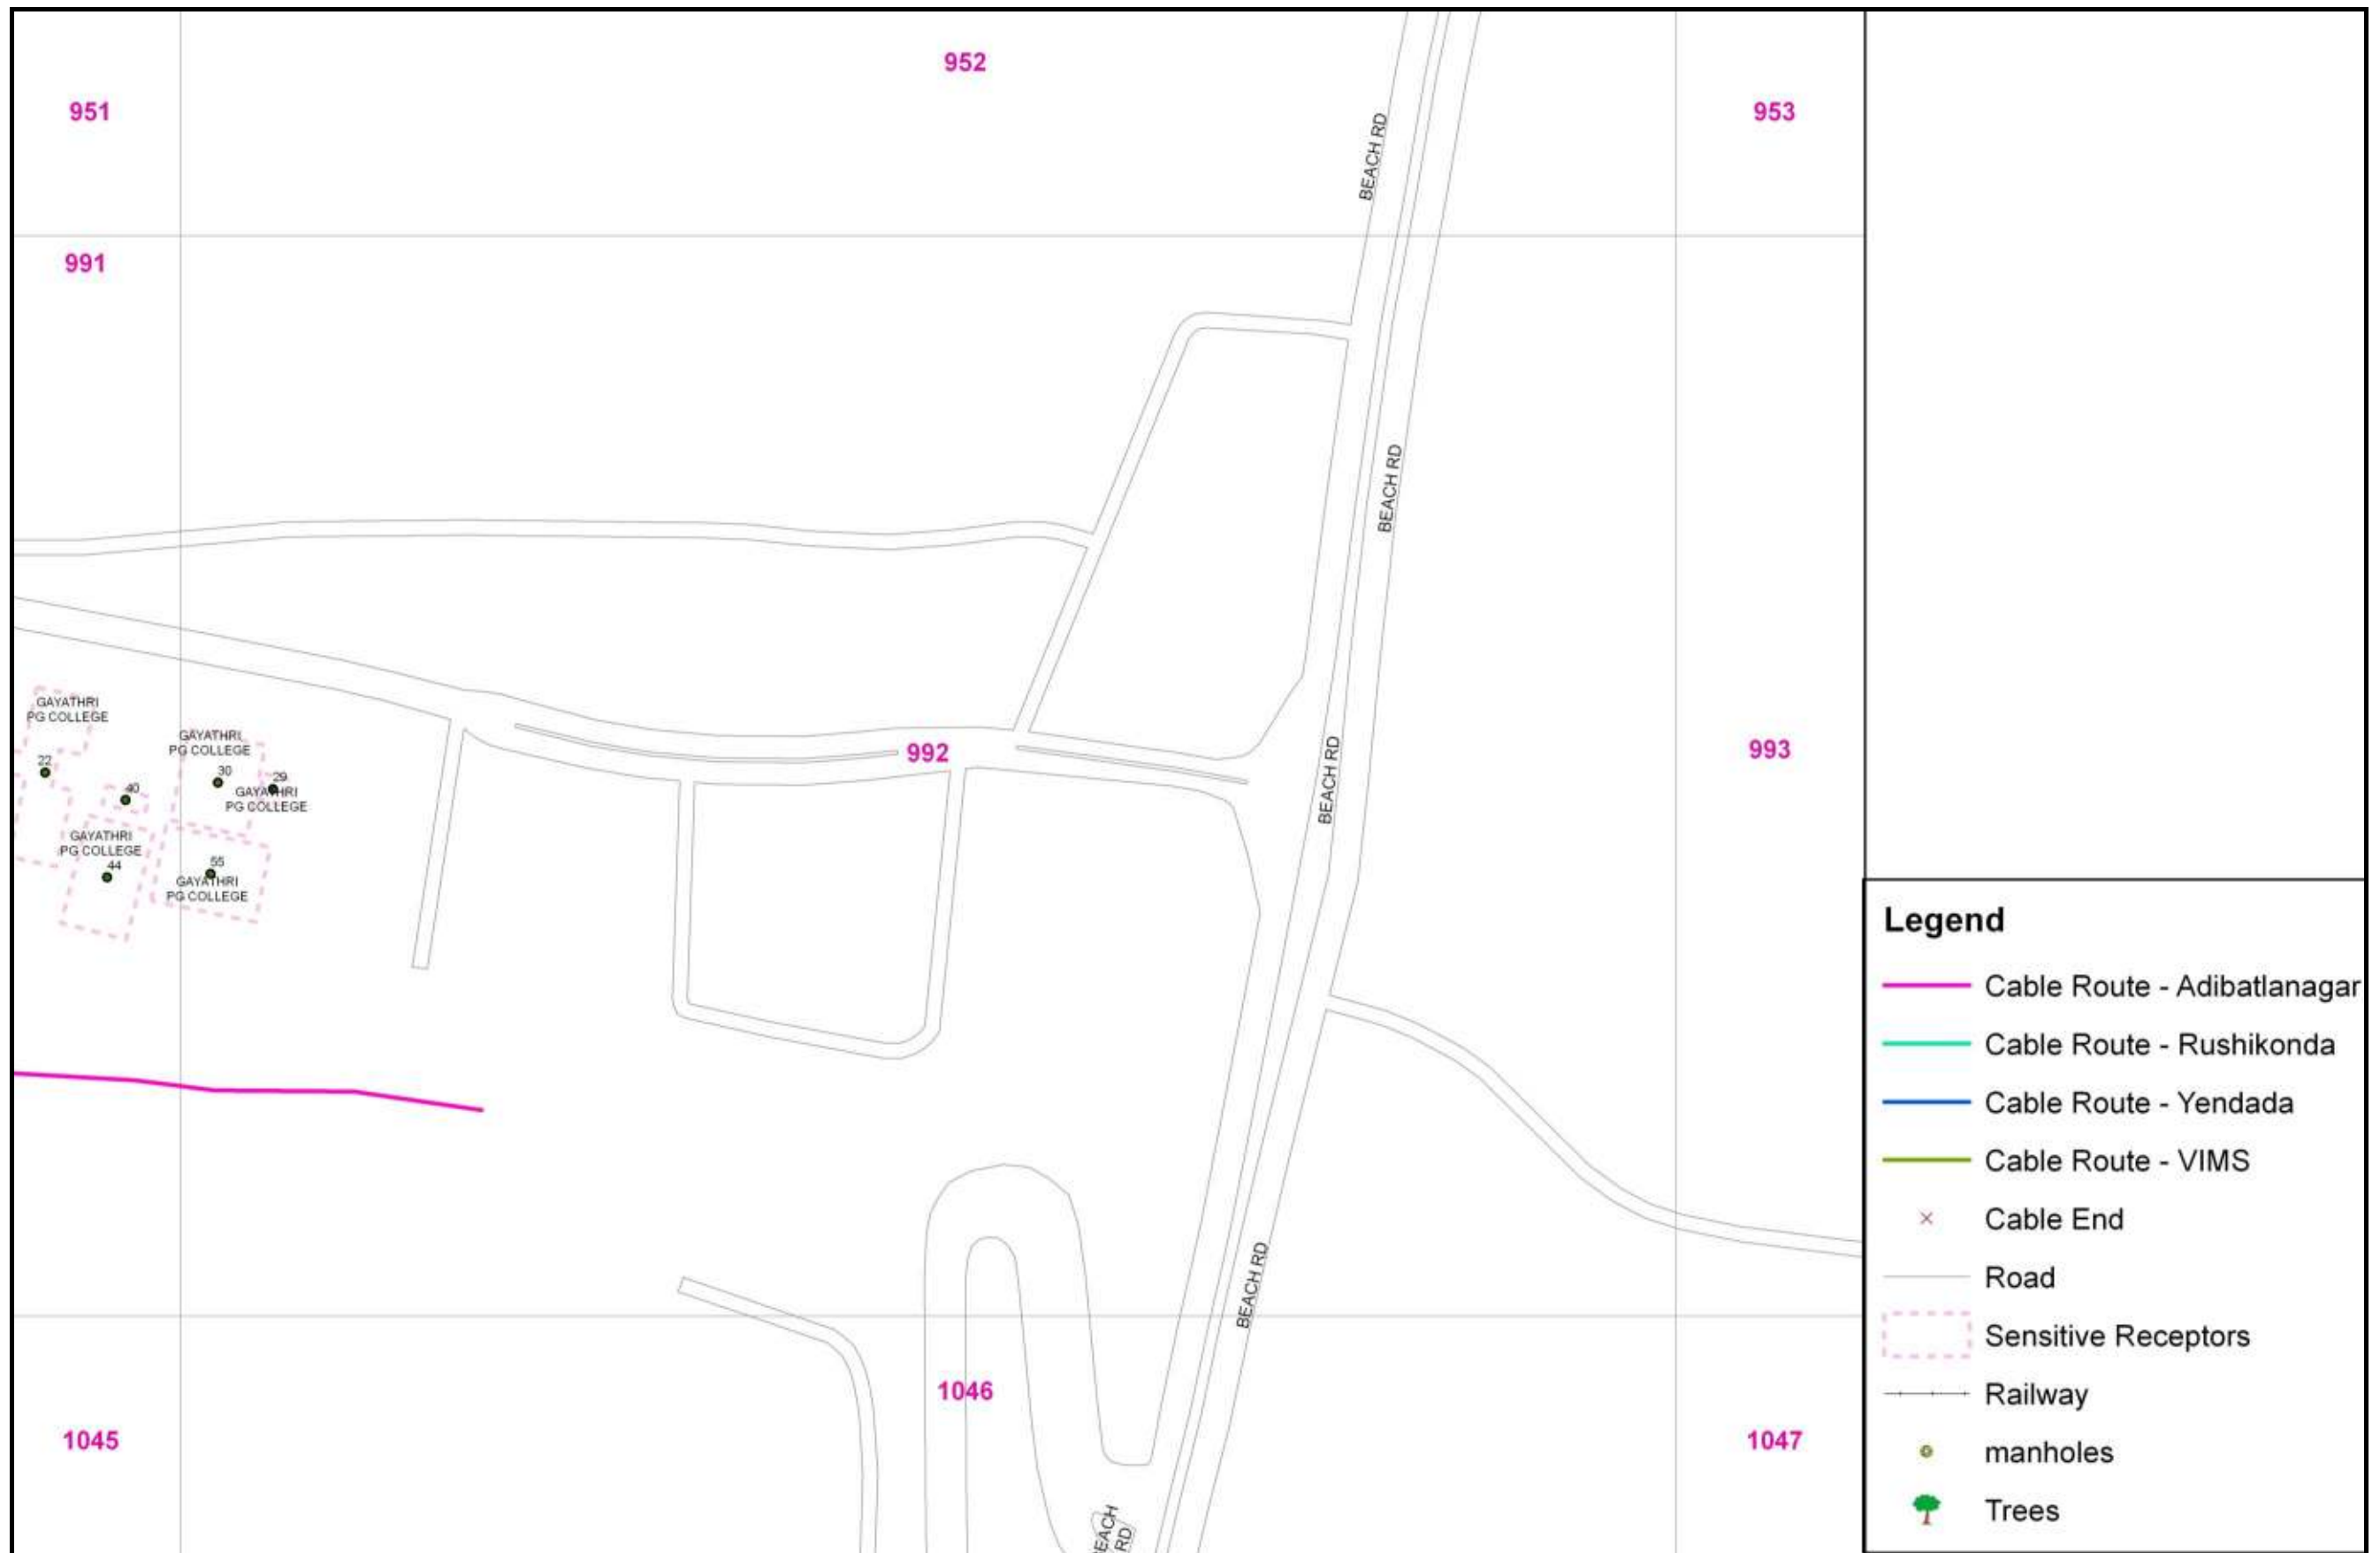 952
951
953
BEACH RD
991
BEACH RD
GAYATHRI
PG COLLEGE
GAYATHRI
PG COLLEGE
992
993
BEACH RD
22
30
29
40
GAYATHRI
PG COLLEGE
GAYATHRI
PG COLLEGE
44
55
GAYATHRI
PG COLLEGE
BEACH RD
1046
1045
1047
BEACH
RD
Legend
Cable Route - Adibatlanagar
Cable Route - Rushikonda
Cable Route - Yendada
Cable Route - VIMS
Cable End
Road
Sensitive Receptors
Railway
manholes
Trees